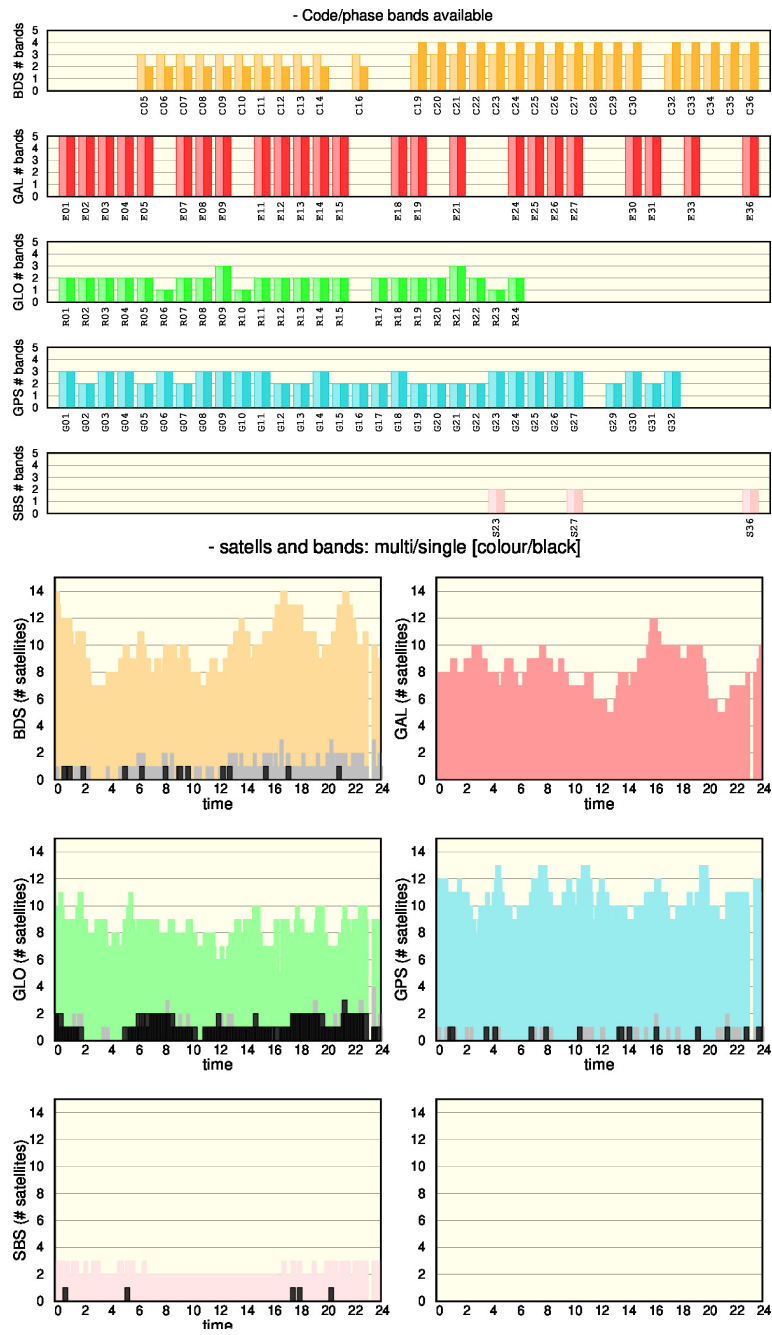 - Code/phase bands available
BDS # bands
5
4
3
2
1
0
C05 C06 C07 C08 C09 C10 C11 C12 C13 C14 C16 C19 C20 C21 C22 C23 C24 C25 C26 C27 C28 C29 C30 C32 C33 C34 C35 C36
GAL # bands
5
4
3
2
1
0
E01 E02 E03 E04 E05 E07 E08 E09 E11 E12 E13 E14 E15 E18 E19 E21 E24 E25 E26 E27 E30 E31 E33 E36
GLO # bands
5
4
3
2
1
0
R01 R02 R03 R04 R05 R06 R07 R08 R09 R10 R11 R12 R13 R14 R15 R17 R18 R19 R20 R21 R22 R23 R24
GPS # bands
5
4
3
2
1
0
G01 G02 G03 G04 G05 G06 G07 G08 G09 G10 G11 G12 G13 G14 G15 G16 G17 G18 G19 G20 G21 G22 G23 G24 G25 G26 G27 G29 G30 G31 G32
SBS # bands
5
4
3
2
1
0
S23 S27 S36
- satells and bands: multi/single [colour/black]
BDS (# satellites)
14
12
10
8
6
4
2
0
0 2 4 6 8 10 12 14 16 18 20 22 24
time
GAL (# satellites)
14
12
10
8
6
4
2
0
0 2 4 6 8 10 12 14 16 18 20 22 24
time
GLO (# satellites)
14
12
10
8
6
4
2
0
0 2 4 6 8 10 12 14 16 18 20 22 24
time
GPS (# satellites)
14
12
10
8
6
4
2
0
0 2 4 6 8 10 12 14 16 18 20 22 24
time
SBS (# satellites)
14
12
10
8
6
4
2
0
0 2 4 6 8 10 12 14 16 18 20 22 24
time
14
12
10
8
6
4
2
0
0 2 4 6 8 10 12 14 16 18 20 22 24